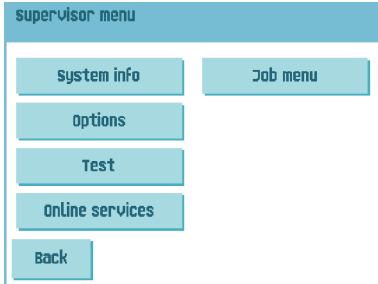 Supervisor menu
System info
Job menu
Options
Test
Online services
Back